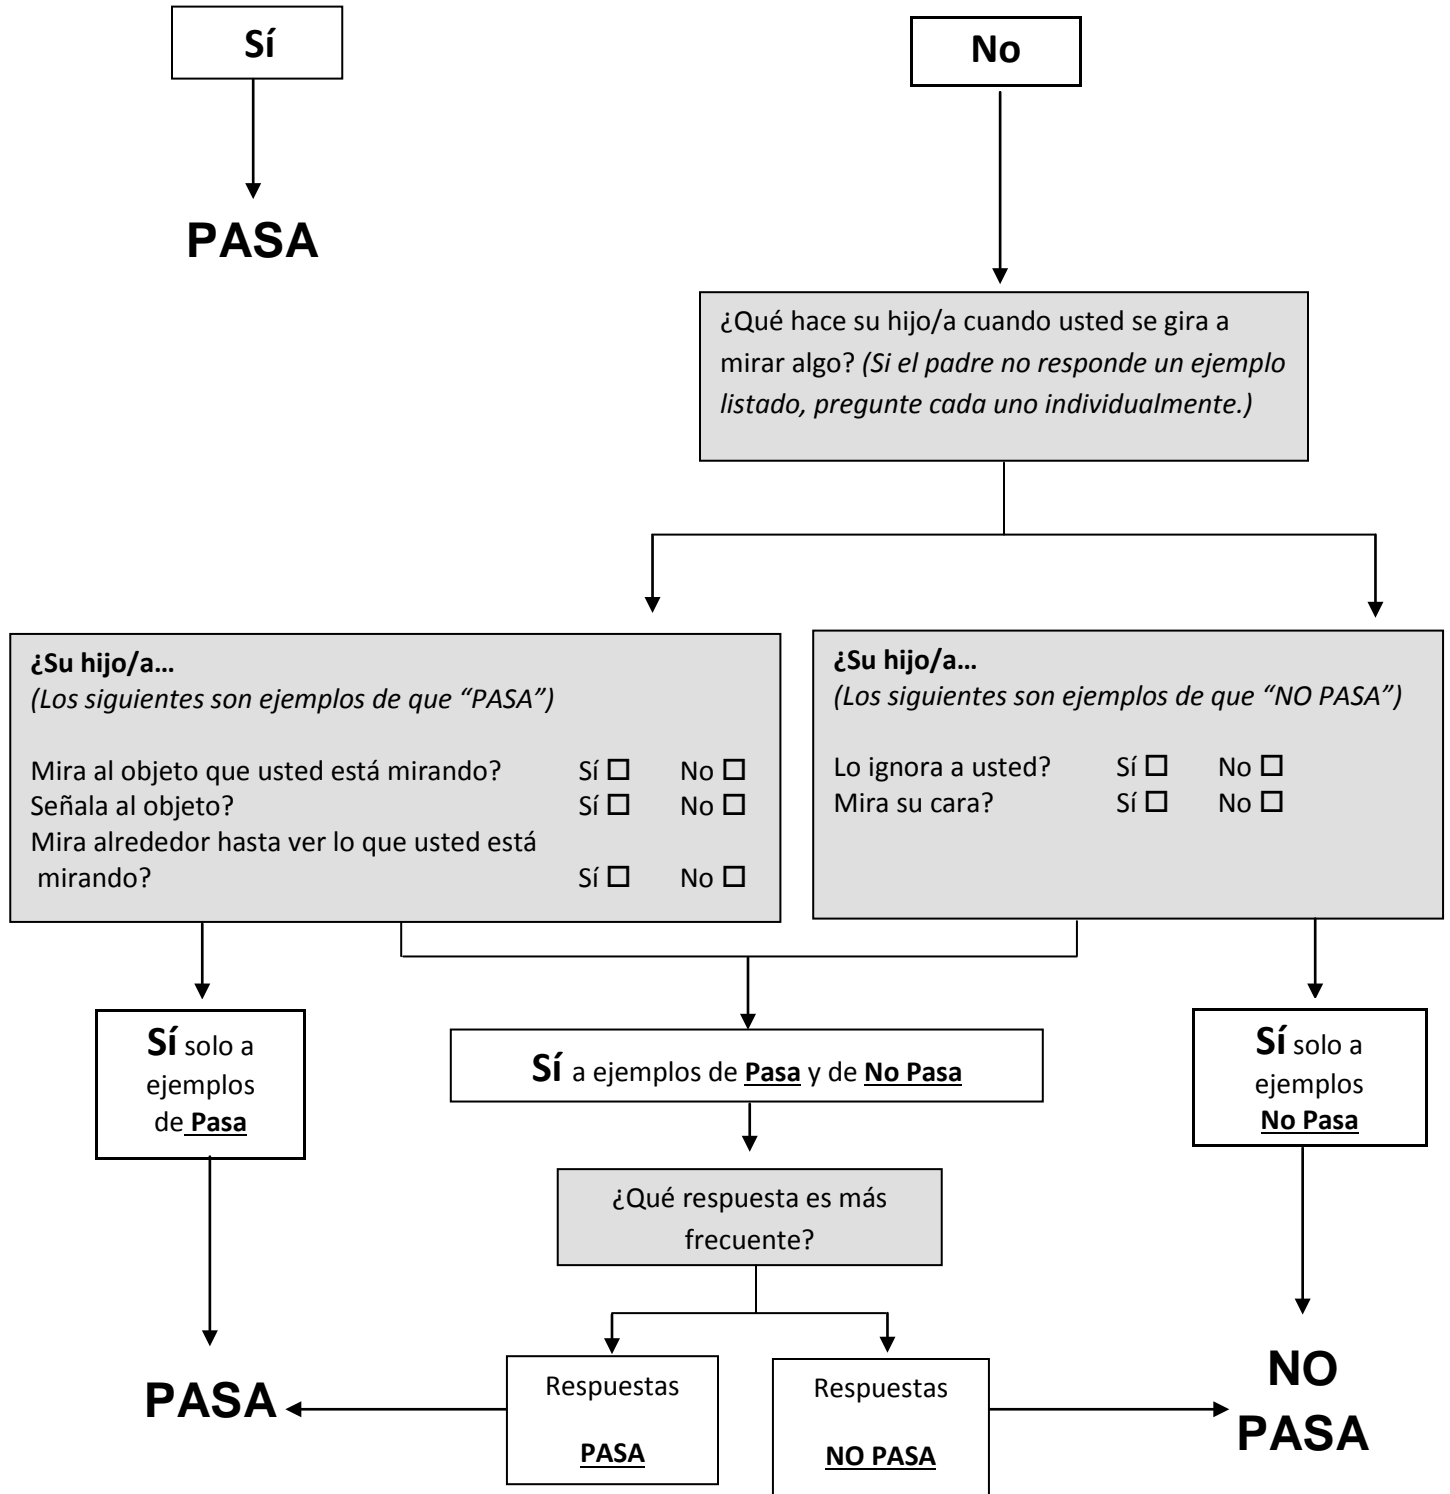 Sí
No
PASA
¿Qué hace su hijo/a cuando usted se gira a
mirar algo? (Si el padre no responde un ejemplo
listado, pregunte cada uno individualmente.)
¿Su hijo/a...
(Los siguientes son ejemplos de que “PASA”)
Mira al objeto que usted está mirando? Sí ☐ No ☐
Señala al objeto? Sí ☐ No ☐
Mira alrededor hasta ver lo que usted está
mirando? Sí ☐ No ☐
¿Su hijo/a...
(Los siguientes son ejemplos de que “NO PASA”)
Lo ignora a usted? Sí ☐ No ☐
Mira su cara? Sí ☐ No ☐
Sí solo a
ejemplos
de Pasa
Sí a ejemplos de Pasa y de No Pasa
Sí solo a
ejemplos
No Pasa
¿Qué respuesta es más
frecuente?
PASA
Respuestas
PASA
Respuestas
NO PASA
NO
PASA